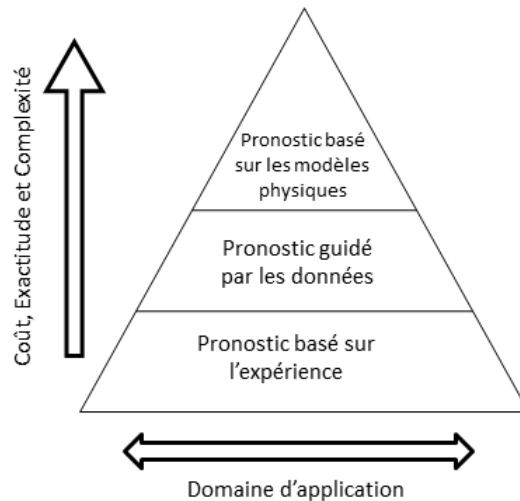 Coût, Exactitude et Complexité
Pronostic basé
sur les modèles
physiques
Pronostic guidé
par les données
Pronostic basé sur
l'expérience
Domaine d'application